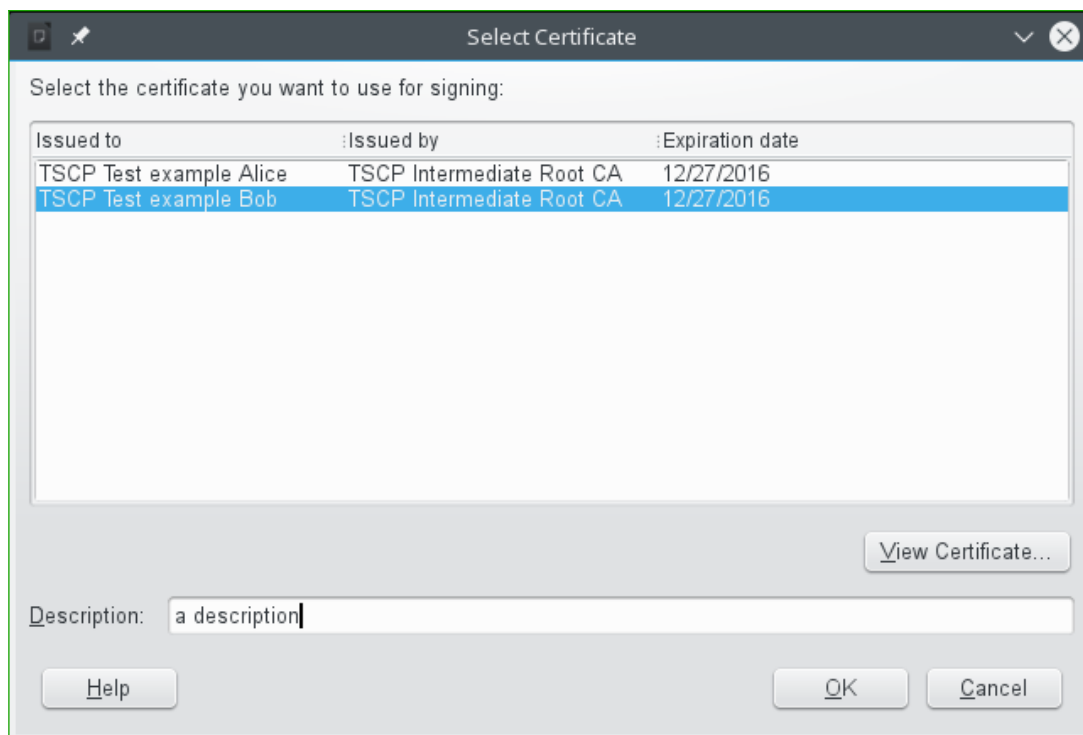 Select Certificate
Select the certificate you want to use for signing:
Issued to Issued by Expiration date
TSCP Test example Alice TSCP Intermediate Root CA 12/27/2016
TSCP Test example Bob TSCP Intermediate Root CA 12/27/2016
View Certificate...
Description: a description
Help OK Cancel